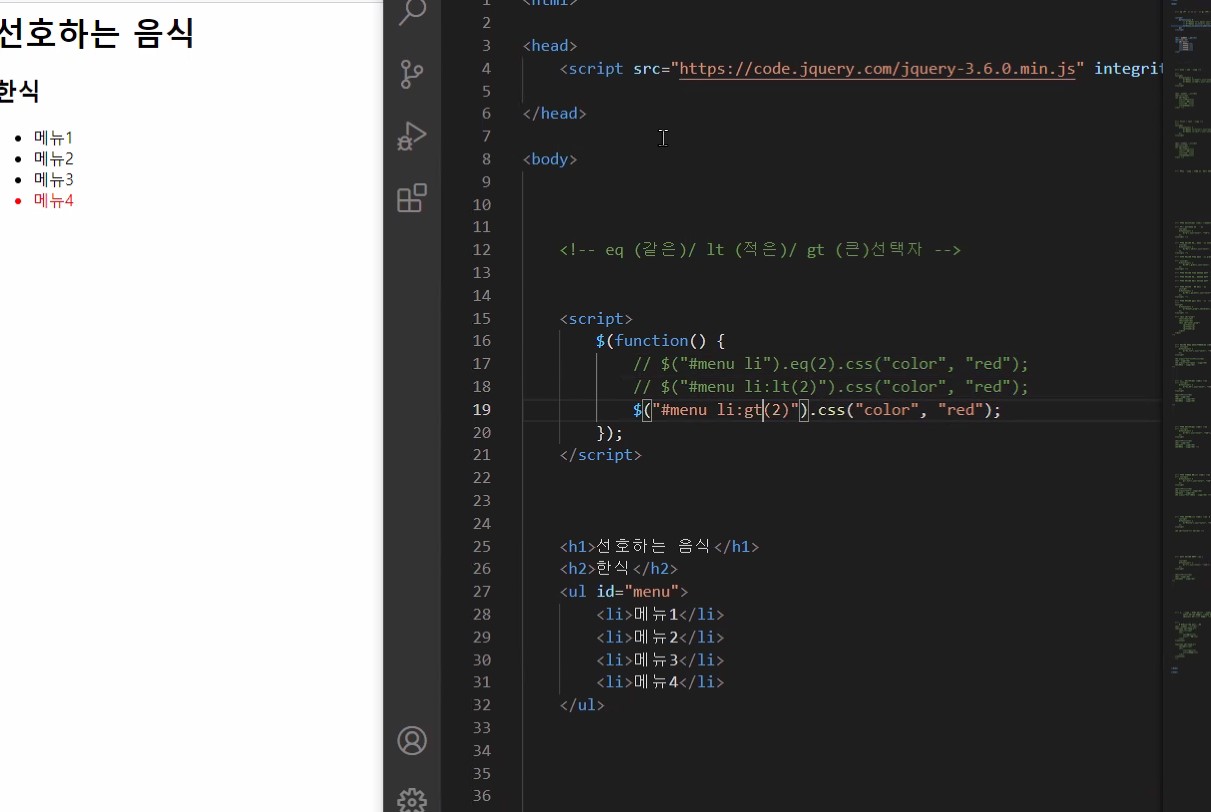 선호하는 음식
한식
메뉴1
메뉴2
메뉴3
메뉴4
1 <html>
2
3 <head>
4 <script src="https://code.jquery.com/jquery-3.6.0.min.js" integrit
5
6 </head>
7
8 <body>
9
10
11
12 <!-- eq (같은)/ lt (적은)/ gt (큰)선택자 -->
13
14
15 <script>
16 $(function() {
17 // $("#menu li").eq(2).css("color", "red");
18 // $("#menu li:lt(2)").css("color", "red");
19 $("#menu li:gt(2)").css("color", "red");
20 });
21 </script>
22
23
24
25 <h1>선호하는 음식</h1>
26 <h2>한식</h2>
27 <ul id="menu">
28 <li>메뉴1</li>
29 <li>메뉴2</li>
30 <li>메뉴3</li>
31 <li>메뉴4</li>
32 </ul>
33
34
35
36